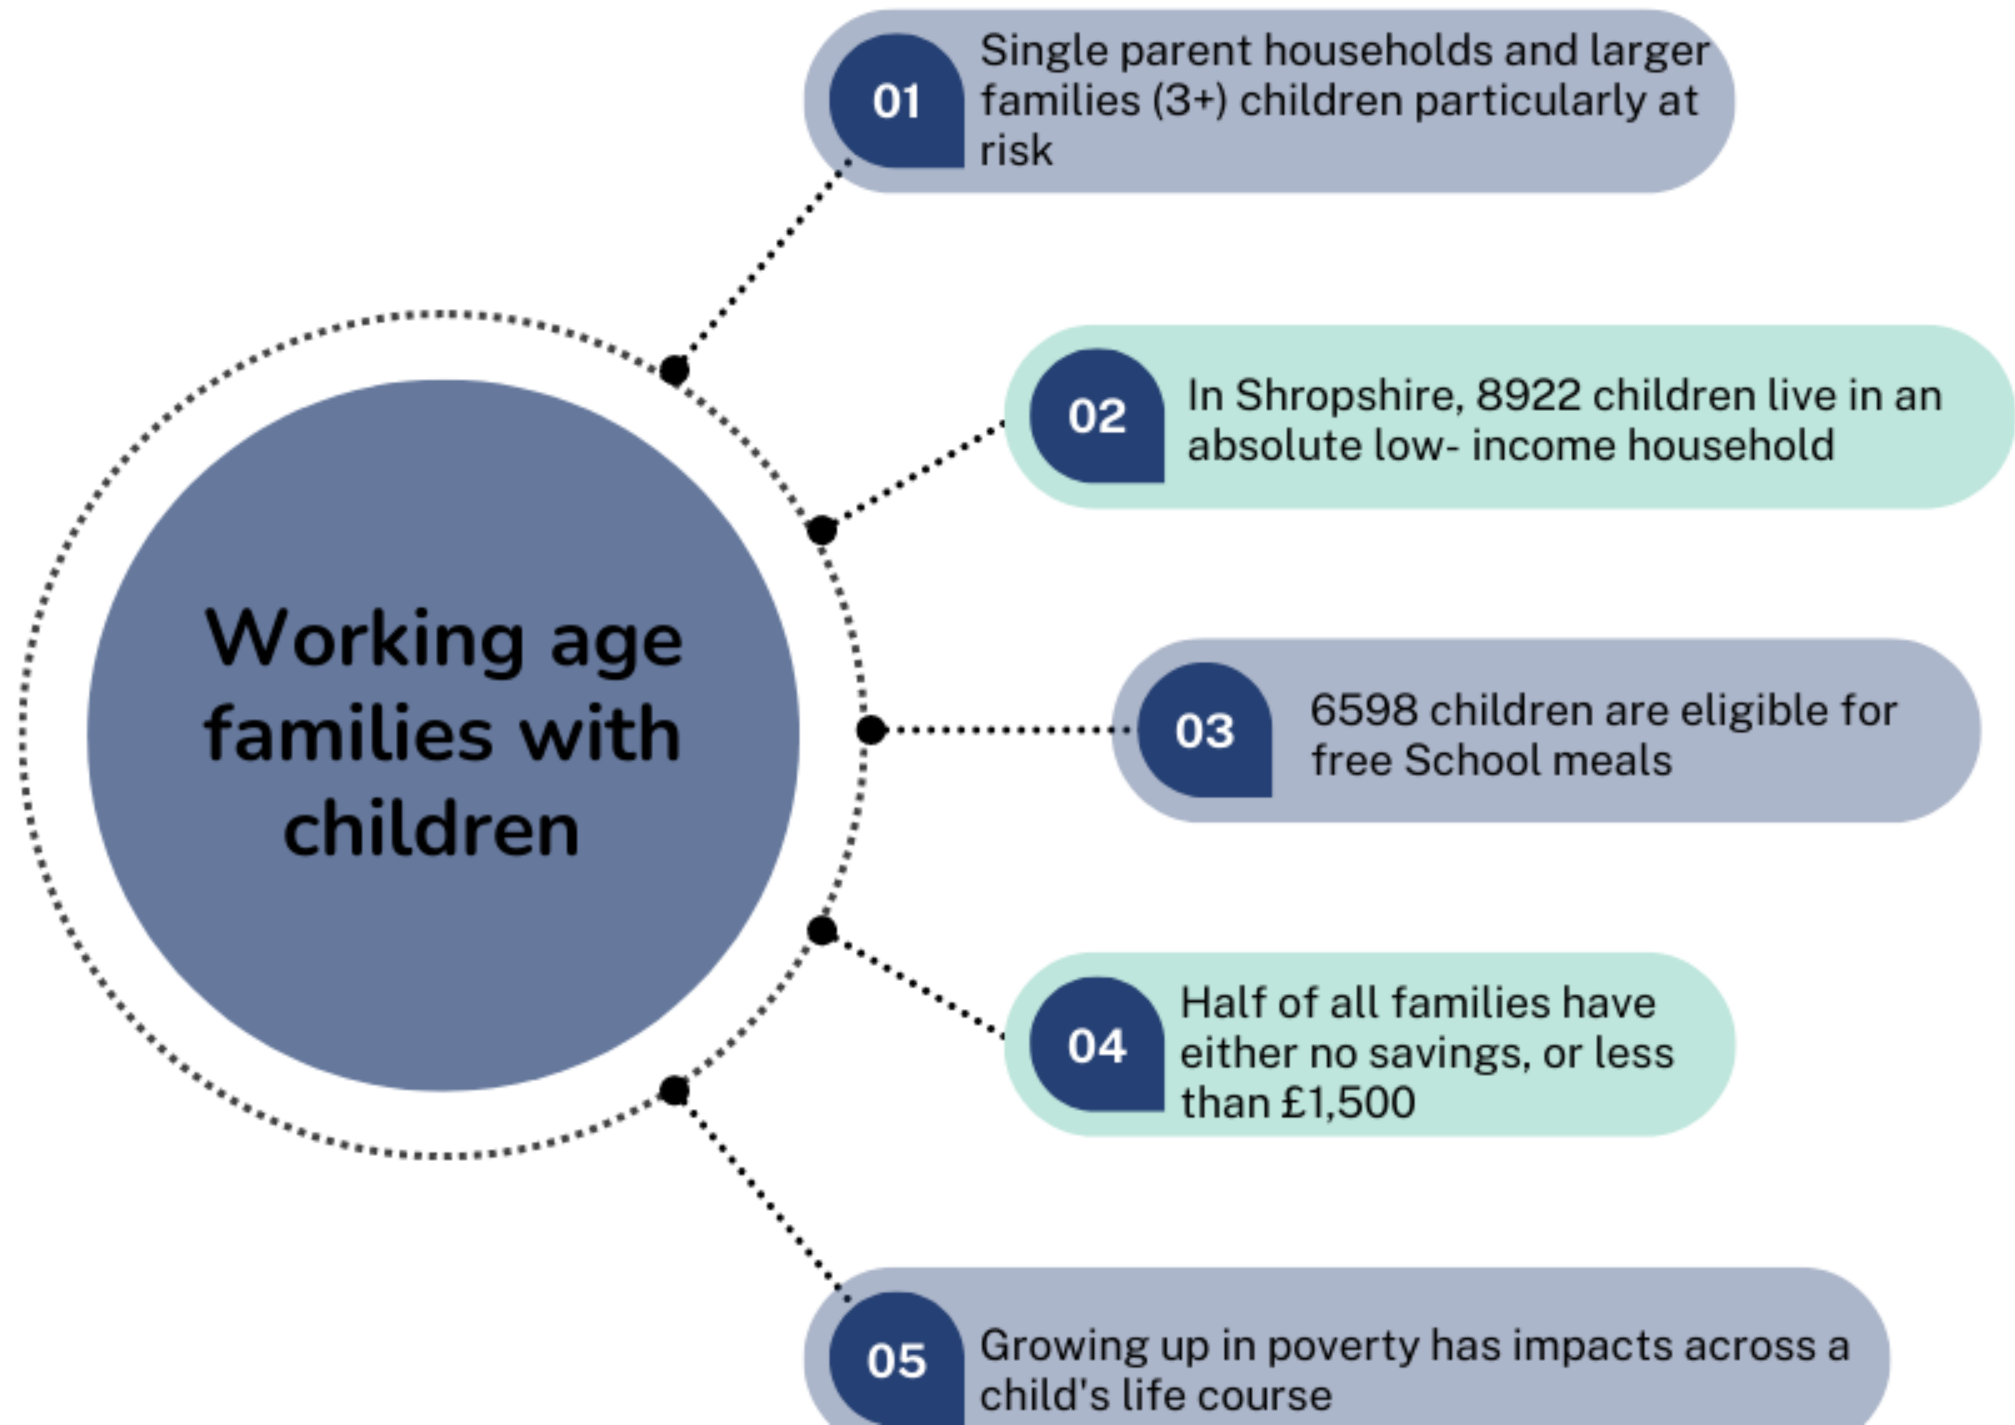 Working age
families with
children
01
Single parent households and larger
families (3+) children particularly at
risk
02
In Shropshire, 8922 children live in an
absolute low- income household
03
6598 children are eligible for
free School meals
04
Half of all families have
either no savings, or less
than £1,500
05
Growing up in poverty has impacts across a
child's life course